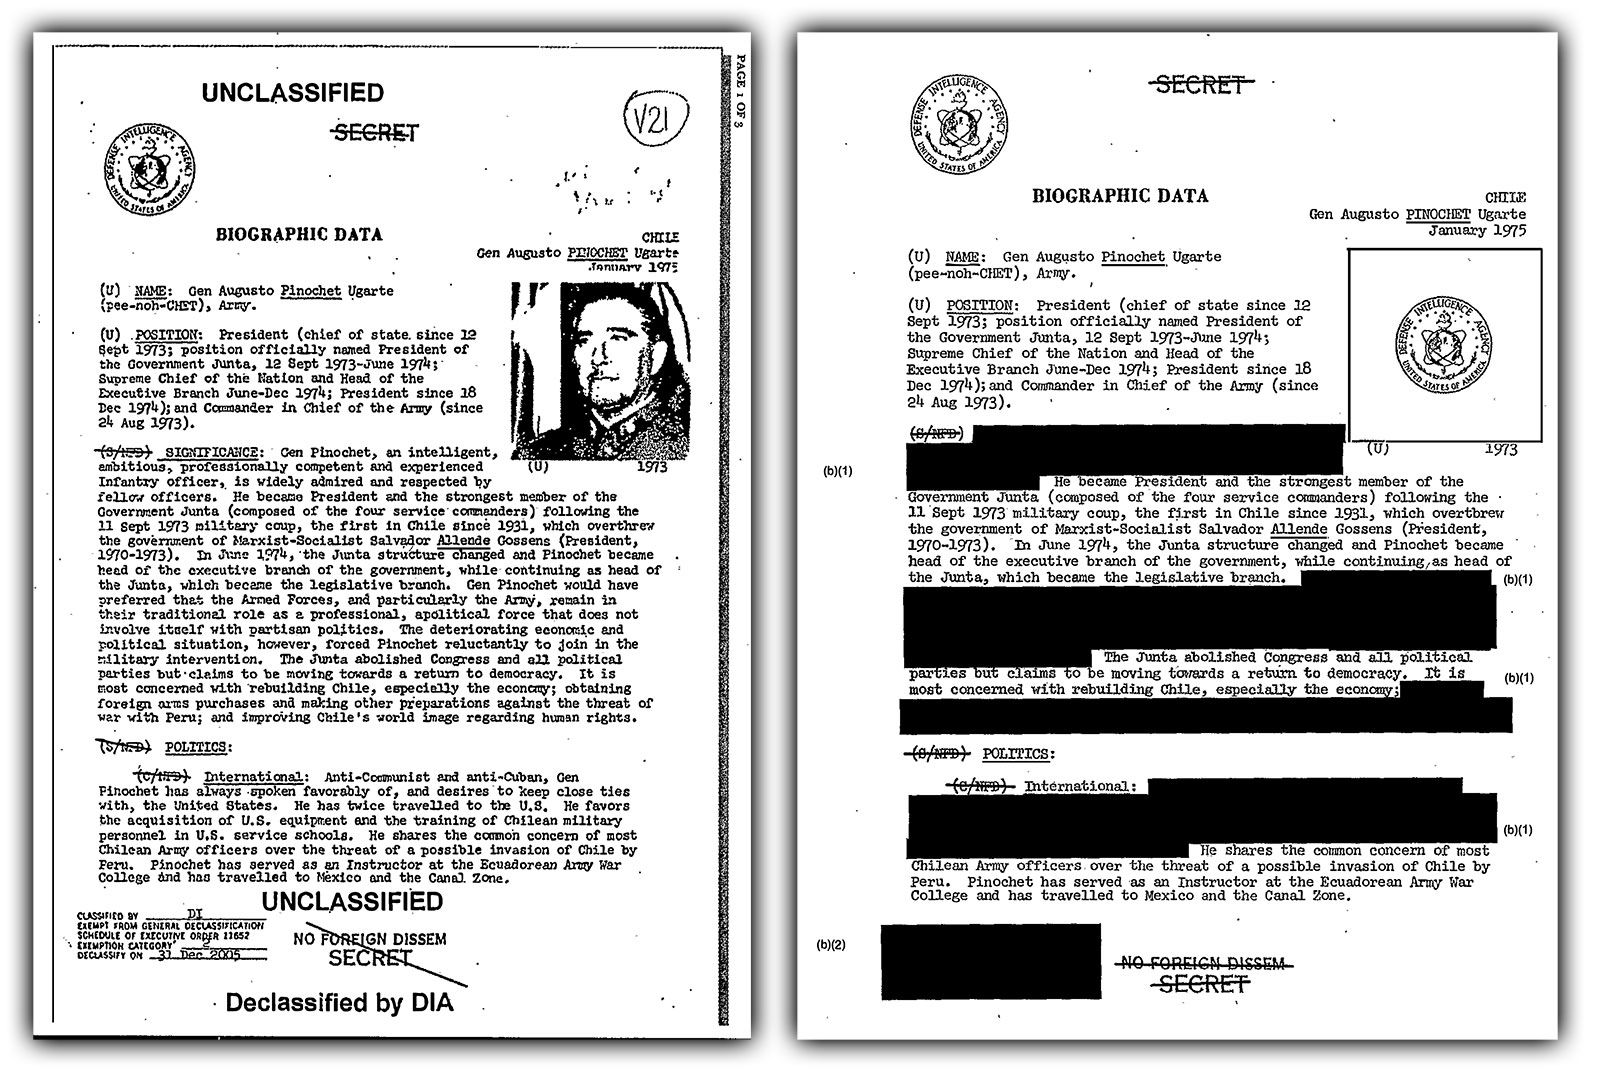 UNCLASSIFIED
SECRET
V21
PAGE 1 OF 3
DEFENSE INTELLIGENCE AGENCY
UNITED STATES OF AMERICA
BIOGRAPHIC DATA
CHILE
Gen Augusto PINOCHET Ugarte
January 1975
(U) NAME: Gen Augusto Pinochet Ugarte
(pee-noh-CHET), Army.
(U) POSITION: President (chief of state since 12
Sept 1973; position officially named President of
the Government Junta, 12 Sept 1973-June 1974;
Supreme Chief of the Nation and Head of the
Executive Branch June-Dec 1974; President since 18
Dec 1974); and Commander in Chief of the Army (since
24 Aug 1973).
(U) 1973
(S/NFD) SIGNIFICANCE: Gen Pinochet, an intelligent,
ambitious, professionally competent and experienced
Infantry officer, is widely admired and respected by
fellow officers. He became President and the strongest member of the
Government Junta (composed of the four service commanders) following the
11 Sept 1973 military coup, the first in Chile since 1931, which overthrew
the government of Marxist-Socialist Salvador Allende Gossens (President,
1970-1973). In June 1974, the Junta structure changed and Pinochet became
head of the executive branch of the government, while continuing as head of
the Junta, which became the legislative branch. Gen Pinochet would have
preferred that the Armed Forces, and particularly the Army, remain in
their traditional role as a professional, apolitical force that does not
involve itself with partisan politics. The deteriorating economic and
political situation, however, forced Pinochet reluctantly to join in the
military intervention. The Junta abolished Congress and all political
parties but claims to be moving towards a return to democracy. It is
most concerned with rebuilding Chile, especially the economy; obtaining
foreign arms purchases and making other preparations against the threat of
war with Peru; and improving Chile's world image regarding human rights.
(S/NFD) POLITICS:
(C/NFD) International: Anti-Communist and anti-Cuban, Gen
Pinochet has always spoken favorably of, and desires to keep close ties
with, the United States. He has twice travelled to the U.S. He favors
the acquisition of U.S. equipment and the training of Chilean military
personnel in U.S. service schools. He shares the common concern of most
Chilean Army officers over the threat of a possible invasion of Chile by
Peru. Pinochet has served as an Instructor at the Ecuadorean Army War
College and has travelled to Mexico and the Canal Zone.
UNCLASSIFIED
CLASSIFIED BY DI
EXEMPT FROM GENERAL DECLASSIFICATION
SCHEDULE OF EXECUTIVE ORDER 11652
EXEMPTION CATEGORY 2
DECLASSIFY ON 31 Dec 2005
NO FOREIGN DISSEM
SECRET
Declassified by DIA
SECRET
DEFENSE INTELLIGENCE AGENCY
UNITED STATES OF AMERICA
BIOGRAPHIC DATA
CHILE
Gen Augusto PINOCHET Ugarte
January 1975
(U) NAME: Gen Augusto Pinochet Ugarte
(pee-noh-CHET), Army.
(U) POSITION: President (chief of state since 12
Sept 1973; position officially named President of
the Government Junta, 12 Sept 1973-June 1974;
Supreme Chief of the Nation and Head of the
Executive Branch June-Dec 1974; President since 18
Dec 1974); and Commander in Chief of the Army (since
24 Aug 1973).
DEFENSE INTELLIGENCE AGENCY
UNITED STATES OF AMERICA
(U) 1973
(S/NFD)
(b)(1)
He became President and the strongest member of the
Government Junta (composed of the four service commanders) following the
11 Sept 1973 military coup, the first in Chile since 1931, which overthrew
the government of Marxist-Socialist Salvador Allende Gossens (President,
1970-1973). In June 1974, the Junta structure changed and Pinochet became
head of the executive branch of the government, while continuing as head of
the Junta, which became the legislative branch.
(b)(1)
The Junta abolished Congress and all political
parties but claims to be moving towards a return to democracy. It is
(b)(1)
most concerned with rebuilding Chile, especially the economy;
(S/NFD) POLITICS:
(C/NFD) International:
(b)(1)
He shares the common concern of most
Chilean Army officers over the threat of a possible invasion of Chile by
Peru. Pinochet has served as an Instructor at the Ecuadorean Army War
College and has travelled to Mexico and the Canal Zone.
(b)(2)
NO FOREIGN DISSEM
SECRET